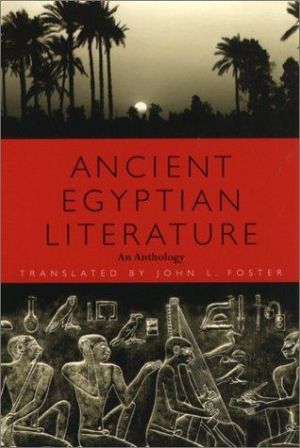 ANCIENT
EGYPTIAN
LITERATURE
An Anthology
TRANSLATED BY JOHN L. FOSTER